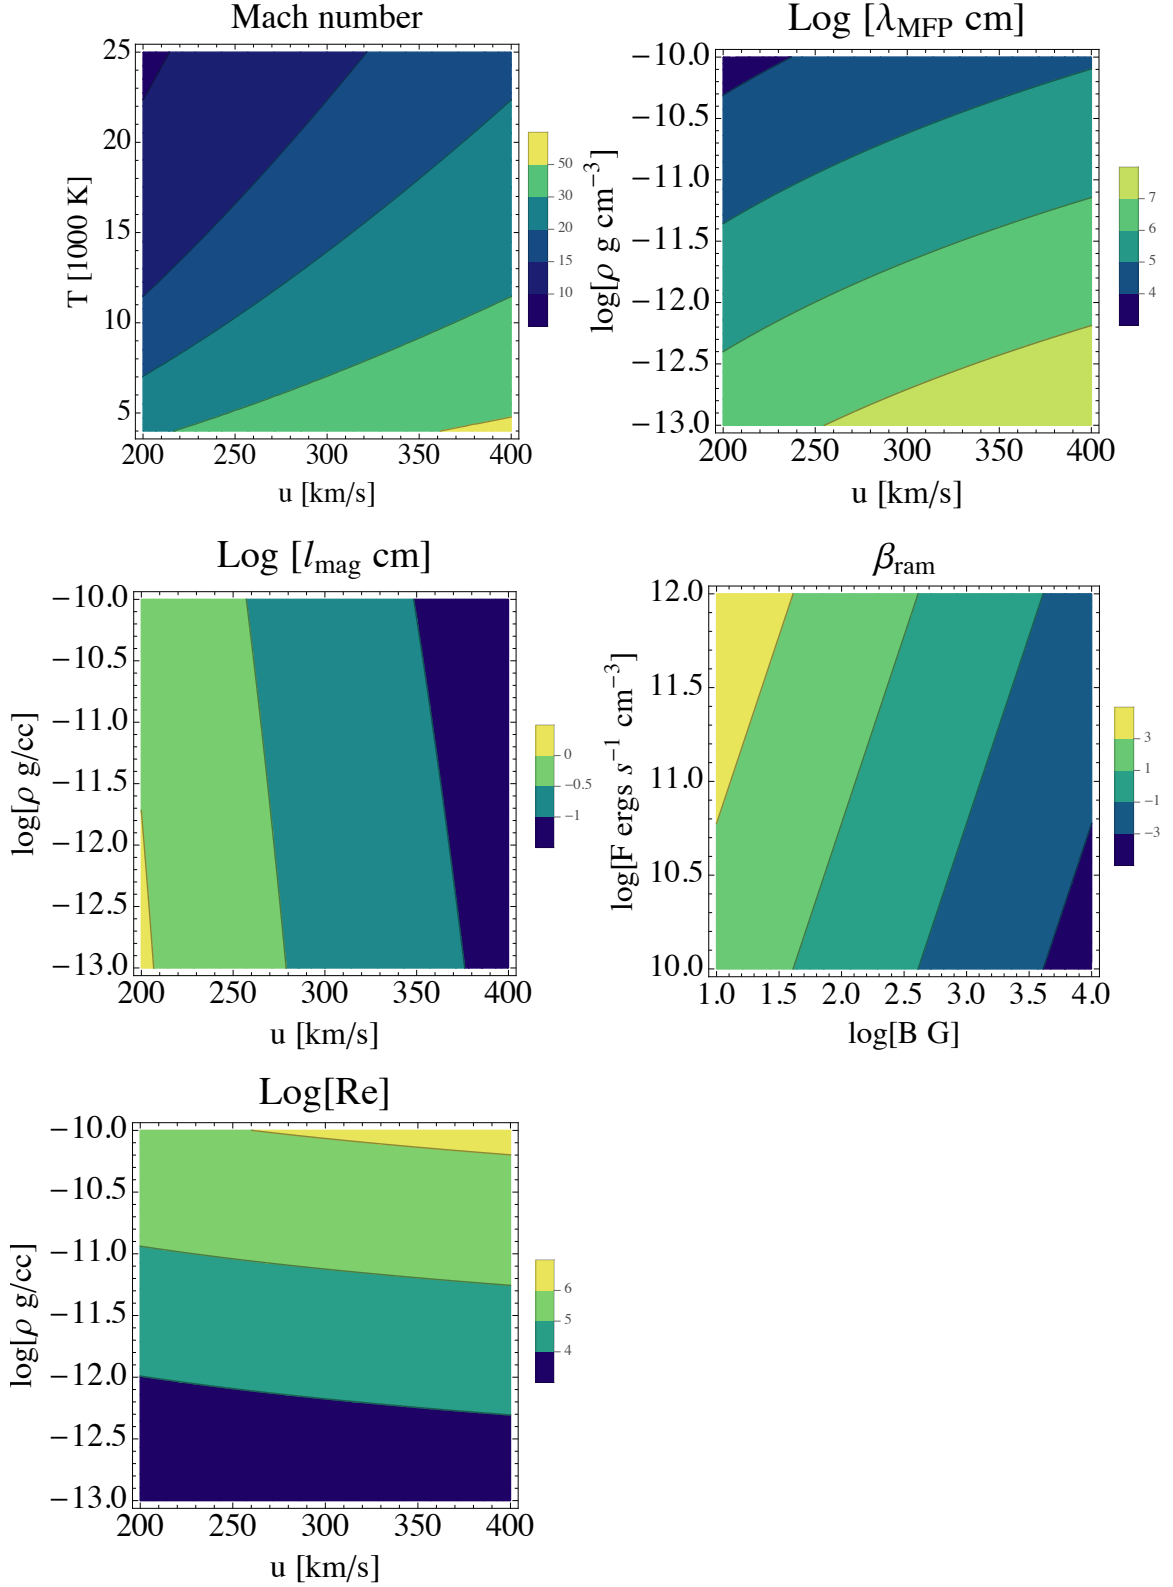 Mach number
25
20
15
10
5
T [1000 K]
200 250 300 350 400
u [km/s]
50
30
20
15
10
Log [λMFP cm]
−10.0
−10.5
−11.0
−11.5
−12.0
−12.5
−13.0
log[ρ g cm−3]
200 250 300 350 400
u [km/s]
7
6
5
4
Log [lmag cm]
−10.0
−10.5
−11.0
−11.5
−12.0
−12.5
−13.0
log[ρ g/cc]
200 250 300 350 400
u [km/s]
0
−0.5
−1
βram
12.0
11.5
11.0
10.5
10.0
log[F ergs s−1 cm−3]
1.0 1.5 2.0 2.5 3.0 3.5 4.0
log[B G]
3
1
−1
−3
Log[Re]
−10.0
−10.5
−11.0
−11.5
−12.0
−12.5
−13.0
log[ρ g/cc]
200 250 300 350 400
u [km/s]
6
5
4